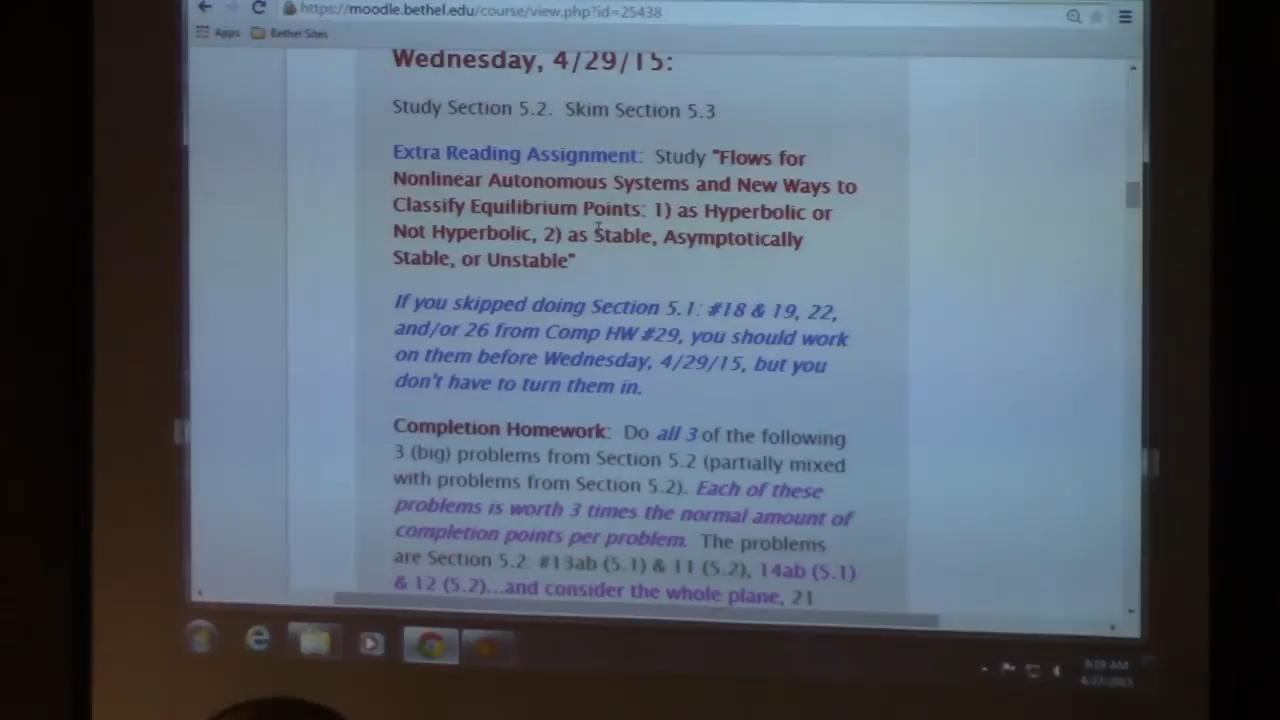 https://moodle.bethel.edu/course/view.php?id=25438
Apps Bethel Sites
Wednesday, 4/29/15:
Study Section 5.2. Skim Section 5.3
Extra Reading Assignment: Study "Flows for
Nonlinear Autonomous Systems and New Ways to
Classify Equilibrium Points: 1) as Hyperbolic or
Not Hyperbolic, 2) as Stable, Asymptotically
Stable, or Unstable"
If you skipped doing Section 5.1: #18 & 19, 22,
and/or 26 from Comp HW #29, you should work
on them before Wednesday, 4/29/15, but you
don't have to turn them in.
Completion Homework: Do all 3 of the following
3 (big) problems from Section 5.2 (partially mixed
with problems from Section 5.2). Each of these
problems is worth 3 times the normal amount of
completion points per problem. The problems
are Section 5.2: #13ab (5.1) & 11 (5.2), 14ab (5.1)
& 12 (5.2)...and consider the whole plane, 21
9:19 AM
4/27/2015